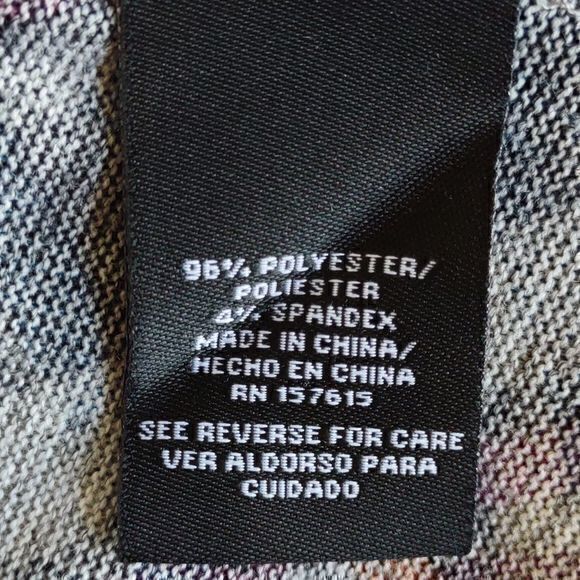 96% POLYESTER/
POLIESTER
4% SPANDEX
MADE IN CHINA/
HECHO EN CHINA
RN 157615
SEE REVERSE FOR CARE
VER ALDORSO PARA
CUIDADO